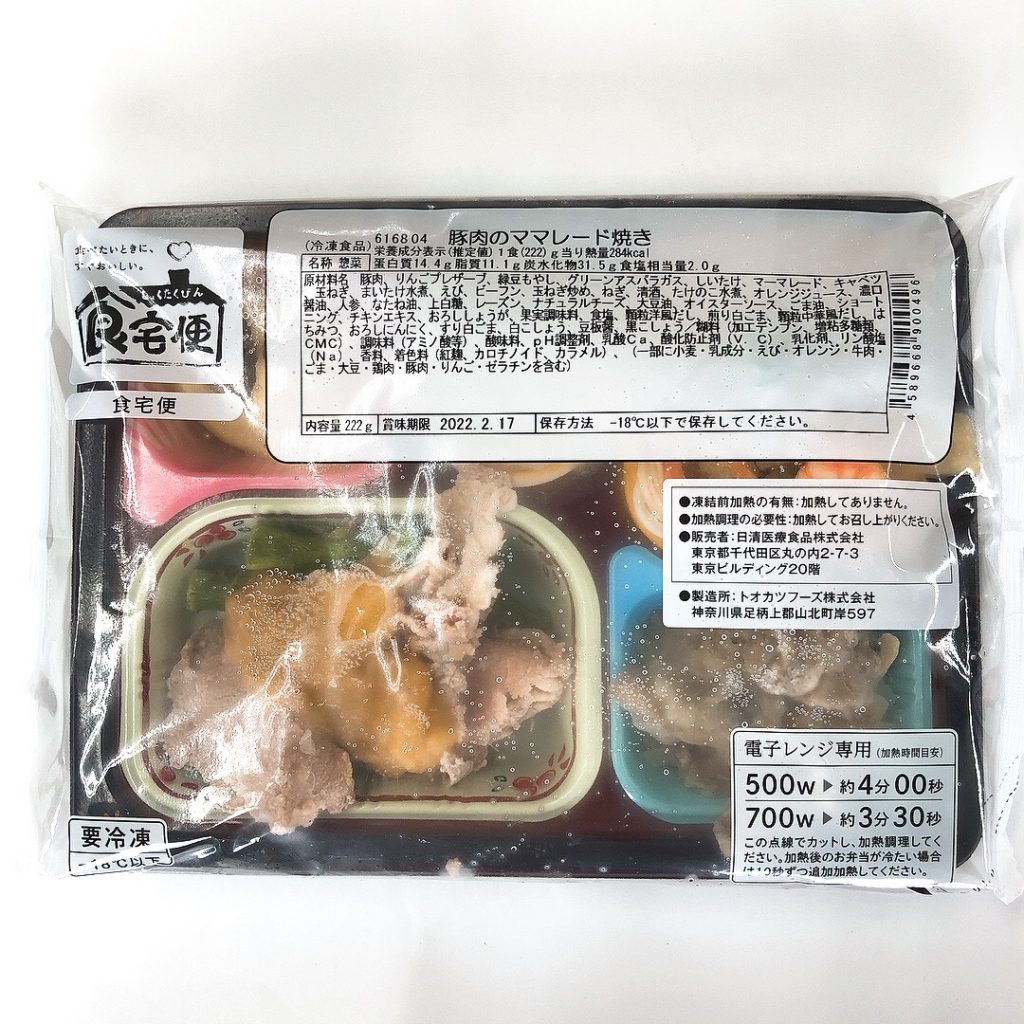 食べたいときに、
すぐおいしい。
しょくたくびん
食宅便
食宅便
(冷凍食品) 616804 豚肉のママレード焼き
栄養成分表示(推定値) 1食(222)g当り熱量284kcal
名称 惣菜 蛋白質14.4g脂質11.1g炭水化物31.5g食塩相当量2.0g
原材料名 豚肉、りんごプレザーブ、緑豆もやし、グリーンアスパラガス、しいたけ、マーマレード、キャベツ
玉ねぎ、まいたけ水煮、えび、ビーフン、玉ねぎ炒め、ねぎ、清酒、たけのこ水煮、オレンジジュース、濃口
醤油、人参、なたね油、上白糖、レーズン、ナチュラルチーズ、大豆油、オイスターソース、ごま油、ショート
ニング、チキンエキス、おろししょうが、果実調味料、食塩、顆粒洋風だし、煎り白ごま、顆粒中華風だし、は
ちみつ、おろしにんにく、すり白ごま、白こしょう、豆板醤、黒こしょう／糊料(加工デンプン、増粘多糖類、
CMC)、調味料(アミノ酸等)、酸味料、pH調整剤、乳酸Ca、酸化防止剤(V.C)、乳化剤、リン酸塩
(Na)、香料、着色料(紅麹、カロチノイド、カラメル)、(一部に小麦・乳成分・えび・オレンジ・牛肉・
ごま・大豆・鶏肉・豚肉・りんご・ゼラチンを含む)
内容量 222g 賞味期限 2022. 2. 17 保存方法 -18℃以下で保存してください。
4 589968 900496
●凍結前加熱の有無:加熱してありません。
●加熱調理の必要性:加熱してお召し上がりください。
●販売者:日清医療食品株式会社
東京都千代田区丸の内2-7-3
東京ビルディング20階
●製造所:トオカツフーズ株式会社
神奈川県足柄上郡山北町岸597
電子レンジ専用(加熱時間目安)
500w▶約4分00秒
700w▶約3分30秒
この点線でカットし、加熱調理してく
ださい。加熱後のお弁当が冷たい場合
は10秒ずつ追加加熱してください。
要冷凍
-18℃以下